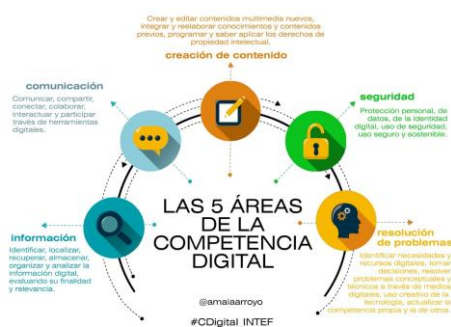 Crear y editar contenidos multimedia nuevos,
integrar y reelaborar conocimientos y contenidos
previos, programar y saber aplicar los derechos de
propiedad intelectual.
creación de contenido
comunicación
Comunicar, compartir,
conectar, colaborar,
interactuar y participar
través de herramientas
digitales.
seguridad
Protección personal, de
datos, de la identidad
digital, uso de seguridad,
uso seguro y sostenible.
información
Identificar, localizar,
recuperar, almacenar,
organizar y analizar la
información digital,
evaluando su finalidad
y relevancia.
LAS 5 ÁREAS
DE LA
COMPETENCIA
DIGITAL
@amaiaarroyo
#CDigital_INTEF
resolución
de problemas
Identificar necesidades y
recursos digitales, tomar
decisiones, resolver
problemas conceptuales y
técnicos a través de medios
digitales, uso creativo de la
tecnología, actualizar la
competencia propia y la de otros.